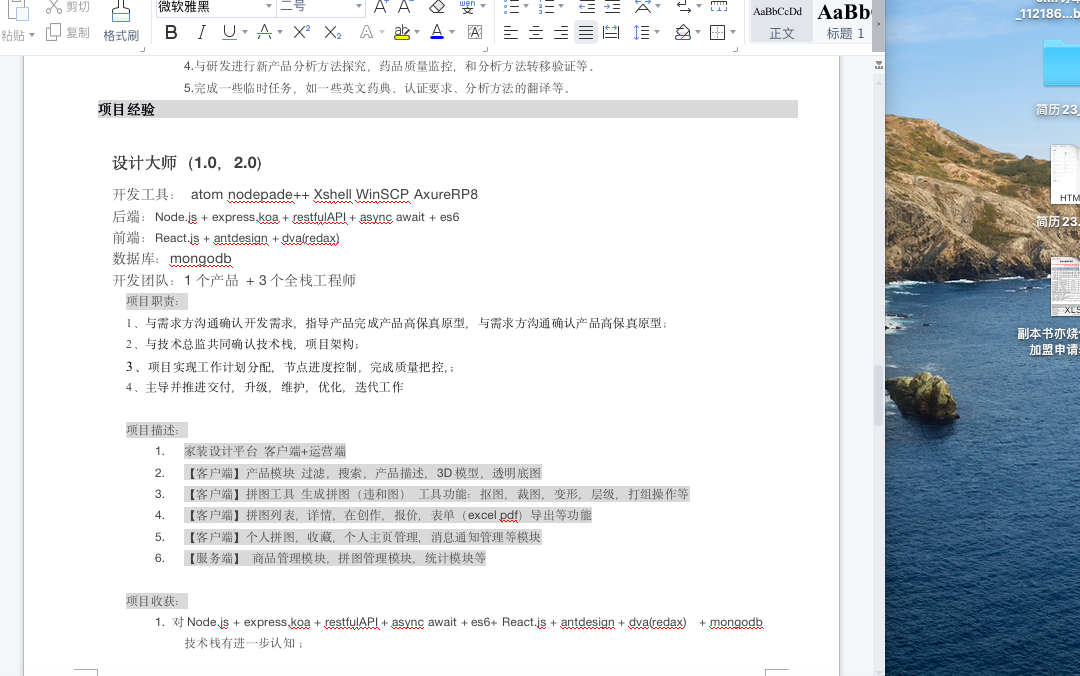 剪切
粘贴
复制
格式刷
微软雅黑
二号
AaBbCcDd
正文
AaBb
标题 1
4.与研发进行新产品分析方法探究，药品质量监控，和分析方法转移验证等。
5.完成一些临时任务，如一些英文药典、认证要求、分析方法的翻译等。
项目经验
设计大师（1.0，2.0）
开发工具： atom nodepade++ Xshell WinSCP AxureRP8
后端：Node.js + express,koa + restfulAPI + async await + es6
前端：React.js + antdesign + dva(redax)
数据库：mongodb
开发团队：1 个产品 + 3 个全栈工程师
项目职责：
1、与需求方沟通确认开发需求，指导产品完成产品高保真原型，与需求方沟通确认产品高保真原型；
2、与技术总监共同确认技术栈，项目架构；
3、项目实现工作计划分配，节点进度控制，完成质量把控,；
4、主导并推进交付，升级，维护，优化，迭代工作
项目描述：
1. 家装设计平台 客户端+运营端
2. 【客户端】产品模块 过滤，搜索，产品描述，3D 模型，透明底图
3. 【客户端】拼图工具 生成拼图（违和图） 工具功能：抠图，裁图，变形，层级，打组操作等
4. 【客户端】拼图列表，详情，在创作，报价，表单（excel pdf）导出等功能
5. 【客户端】个人拼图，收藏，个人主页管理，消息通知管理等模块
6. 【服务端】 商品管理模块，拼图管理模块，统计模块等
项目收获：
1. 对 Node.js + express,koa + restfulAPI + async await + es6+ React.js + antdesign + dva(redax) + mongodb
技术栈有进一步认知；
_112186...b
简历 23_
HTM
简历 23.
XLS
副本书亦烧
加盟申请